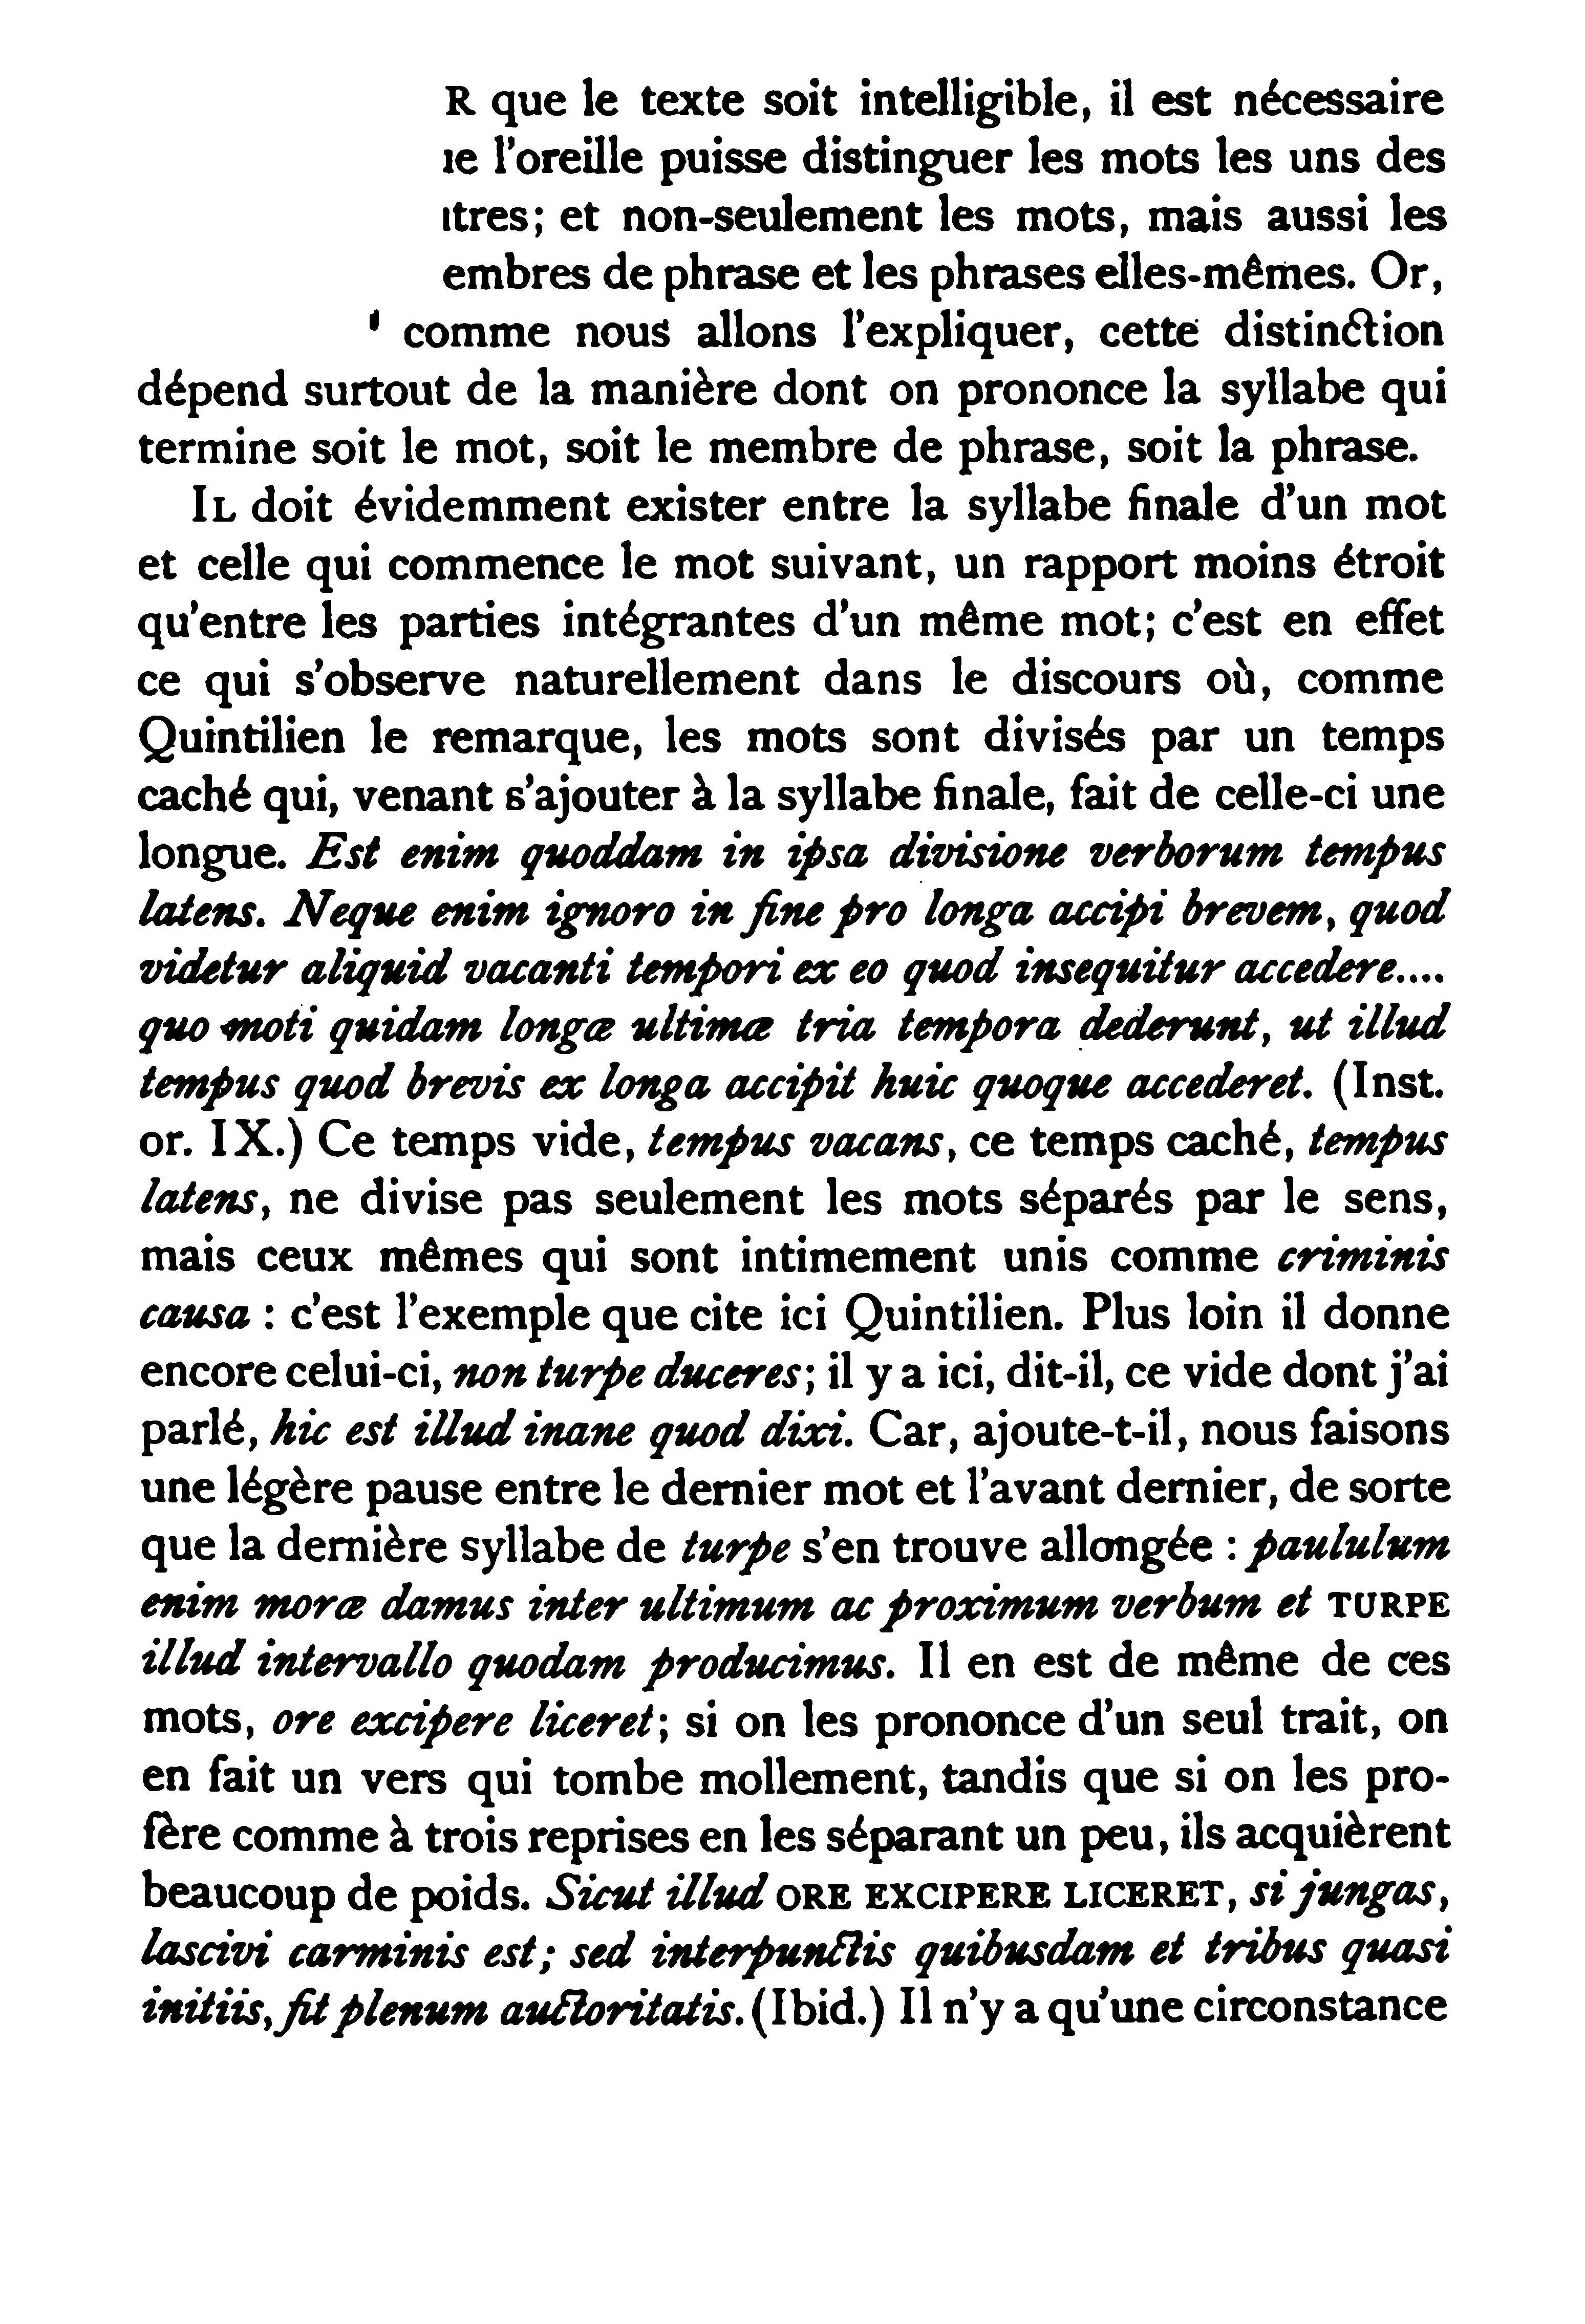 R que le texte soit intelligible, il est nécessaire
ie l'oreille puisse distinguer les mots les uns des
itres; et non-seulement les mots, mais aussi les
embres de phrase et les phrases elles-mêmes. Or,
comme nous allons l'expliquer, cette distinction
dépend surtout de la manière dont on prononce la syllabe qui
termine soit le mot, soit le membre de phrase, soit la phrase.
IL doit évidemment exister entre la syllabe finale d'un mot
et celle qui commence le mot suivant, un rapport moins étroit
qu'entre les parties intégrantes d'un même mot; c'est en effet
ce qui s'observe naturellement dans le discours où, comme
Quintilien le remarque, les mots sont divisés par un temps
caché qui, venant s'ajouter à la syllabe finale, fait de celle-ci une
longue. Est enim quoddam in ipsa divisione verborum tempus
latens. Neque enim ignoro in fine pro longa accipi brevem, quod
videtur aliquid vacanti tempori ex eo quod insequitur accedere....
quo moti quidam longæ ultimæ tria tempora dederunt, ut illud
tempus quod brevis ex longa accipit huic quoque accederet. (Inst.
or. IX.) Ce temps vide, tempus vacans, ce temps caché, tempus
latens, ne divise pas seulement les mots séparés par le sens,
mais ceux mêmes qui sont intimement unis comme criminis
causa : c'est l'exemple que cite ici Quintilien. Plus loin il donne
encore celui-ci, non turpe duceres; il y a ici, dit-il, ce vide dont j'ai
parlé, hic est illud inane quod dixi. Car, ajoute-t-il, nous faisons
une légère pause entre le dernier mot et l'avant dernier, de sorte
que la dernière syllabe de turpe s'en trouve allongée : paululum
enim moræ damus inter ultimum ac proximum verbum et TURPE
illud intervallo quodam producimus. Il en est de même de ces
mots, ore excipere liceret; si on les prononce d'un seul trait, on
en fait un vers qui tombe mollement, tandis que si on les pro-
fère comme à trois reprises en les séparant un peu, ils acquièrent
beaucoup de poids. Sicut illud ORE EXCIPERE LICERET, si jungas,
lascivi carminis est; sed interpunctis quibusdam et tribus quasi
initiis, fit plenum auctoritatis. (Ibid.) Il n'y a qu'une circonstance